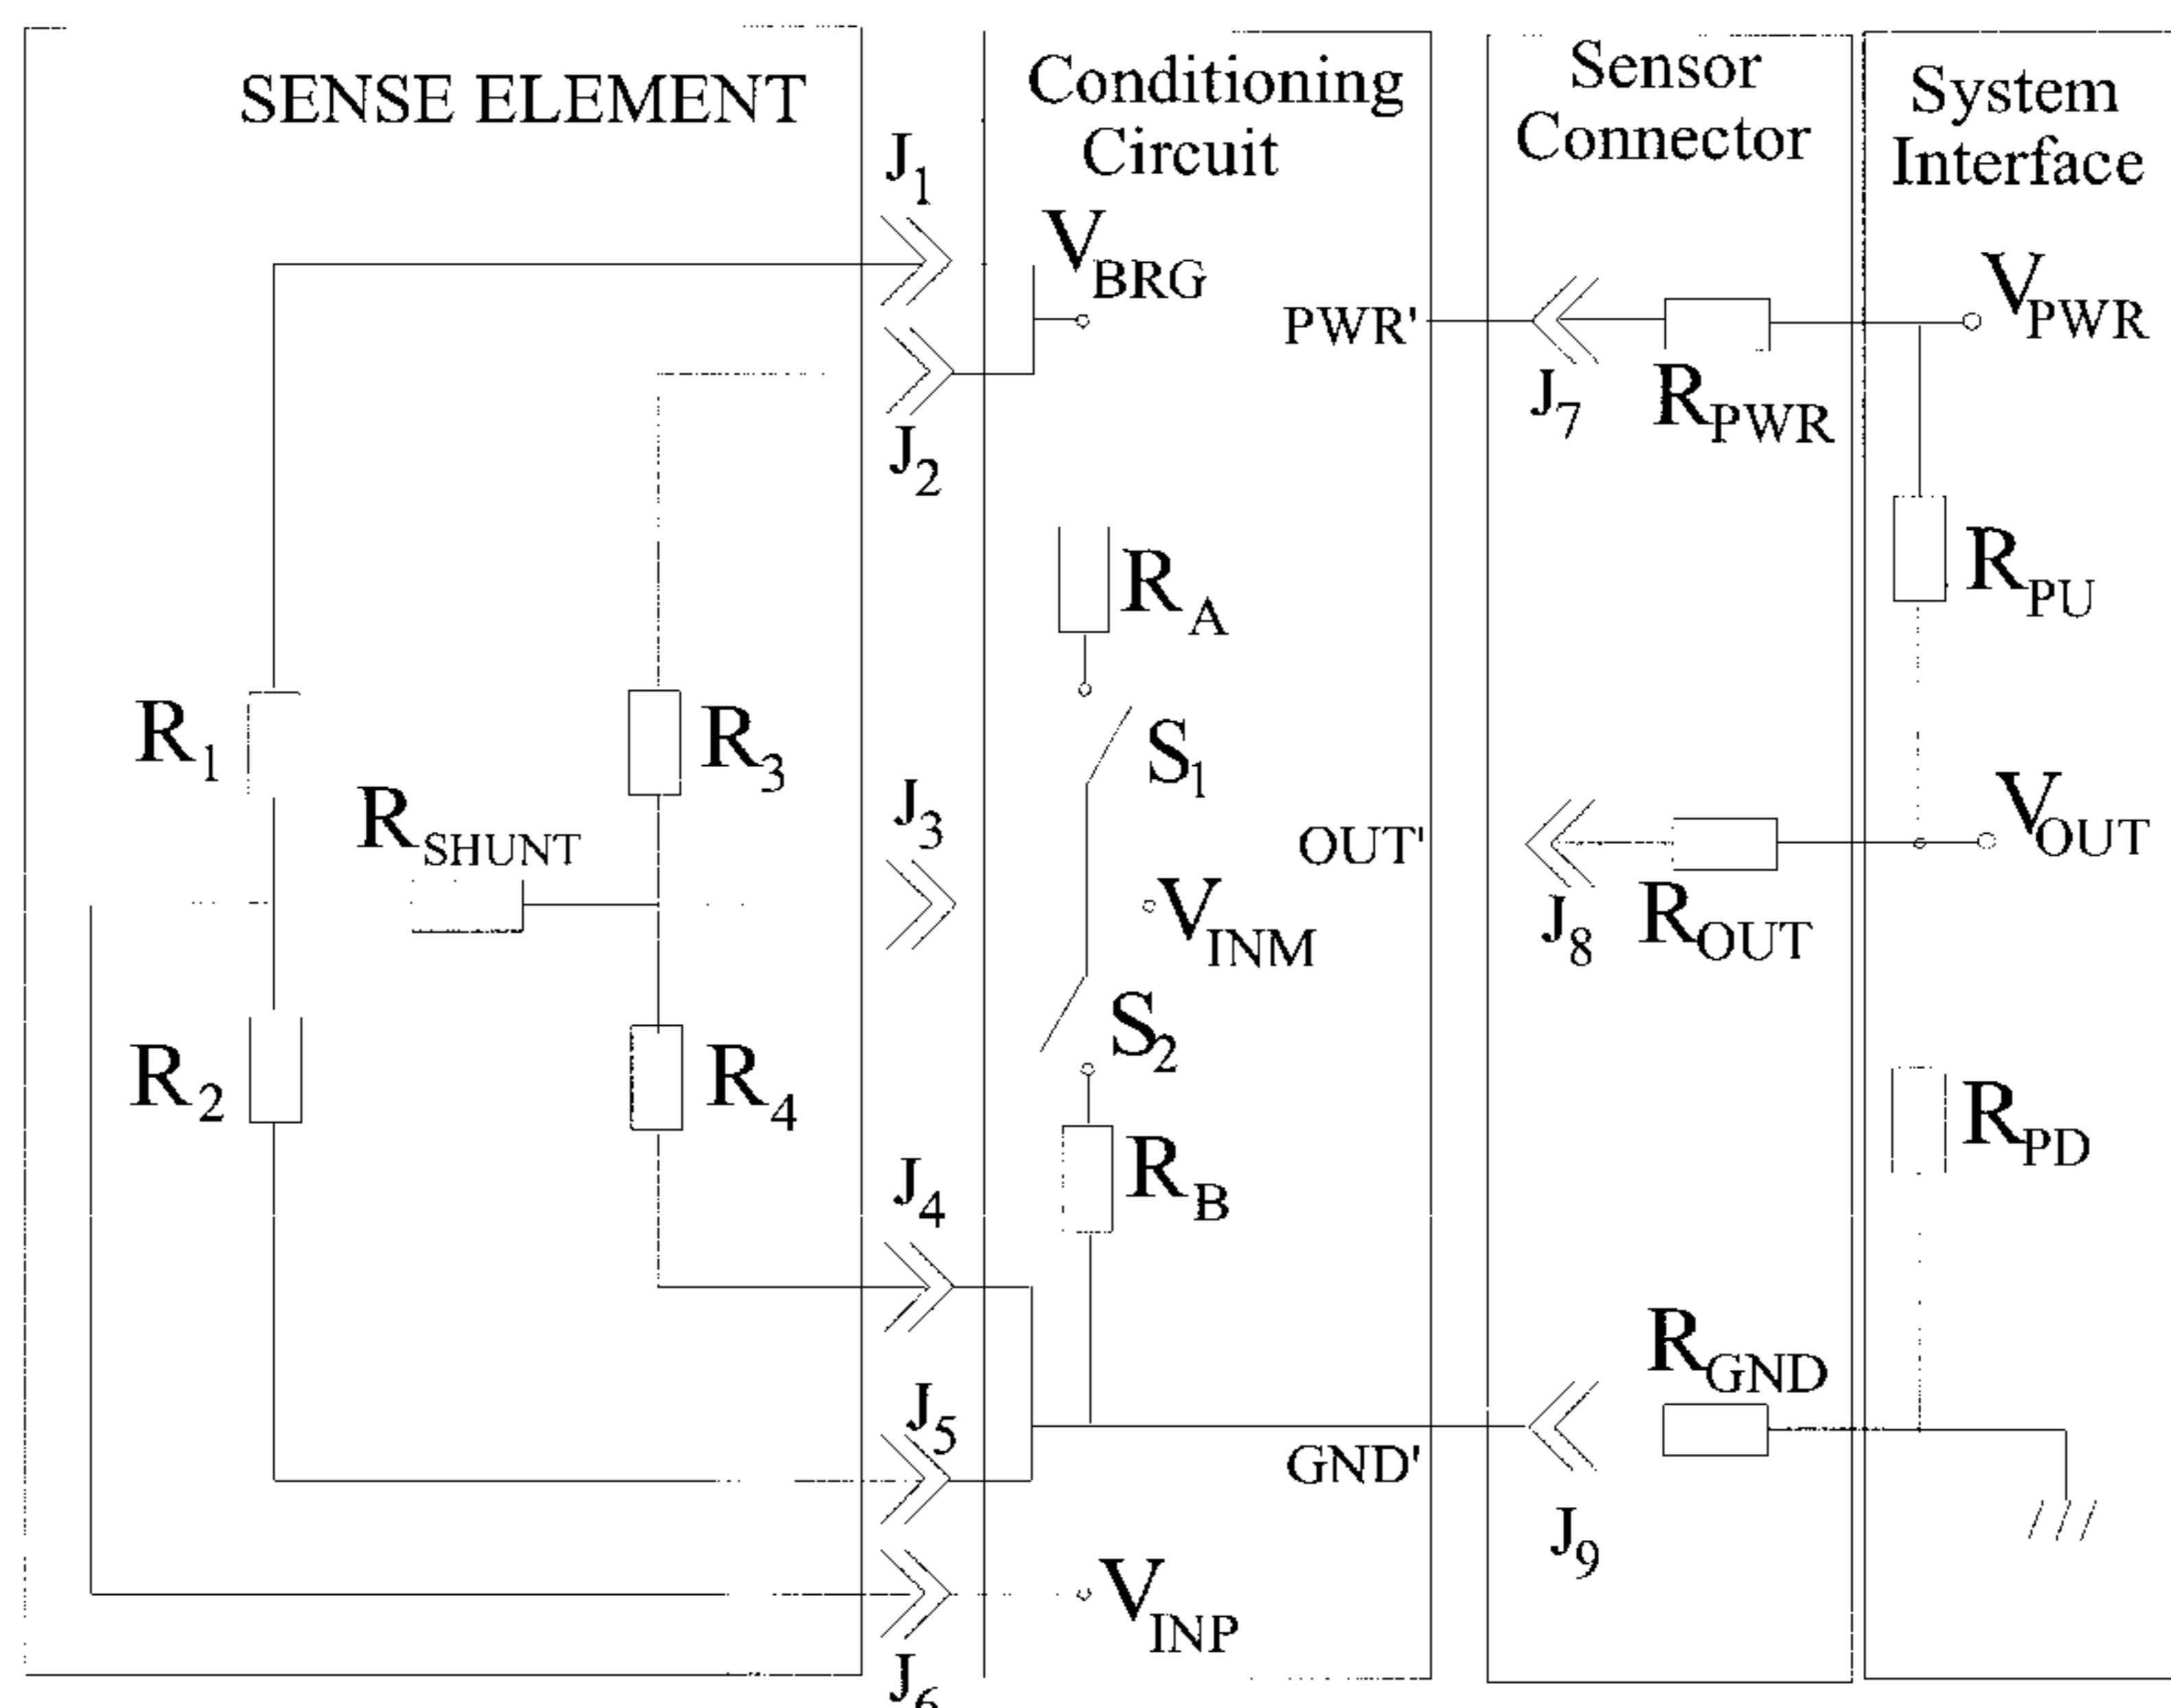 SENSE ELEMENT
Conditioning
Circuit
Sensor
Connector
System
Interface
J1
VBRG
PWR'
VPWR
J2
J7
RPWR
RA
RPU
R1
R3
S1
RSHUNT
J3
OUT'
VOUT
VINM
J8
ROUT
R2
R4
S2
RPD
J4
RB
RGND
J5
GND'
J9
VINP
J6